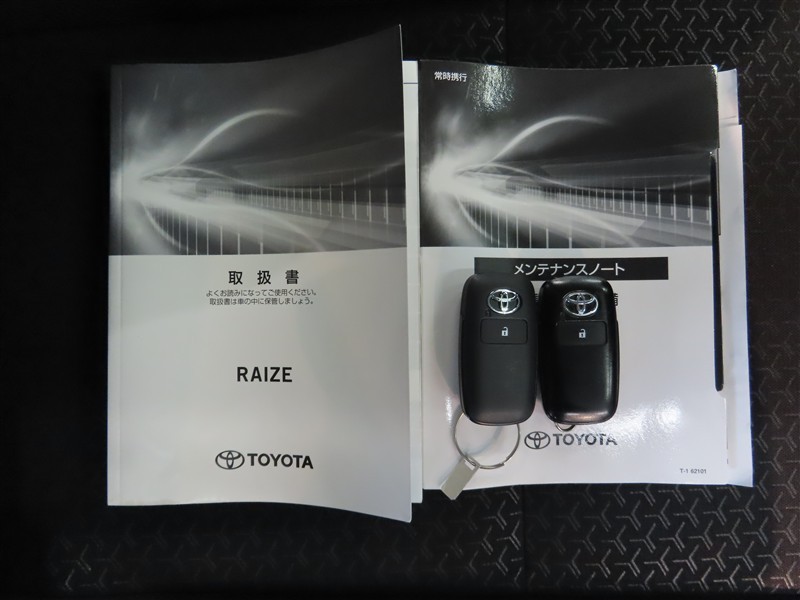 取扱書
よくお読みになってご使用ください。
取扱書は車の中に保管しましょう。
RAIZE
TOYOTA
常時携行
メンテナンスノート
TOYOTA
T-1 62101